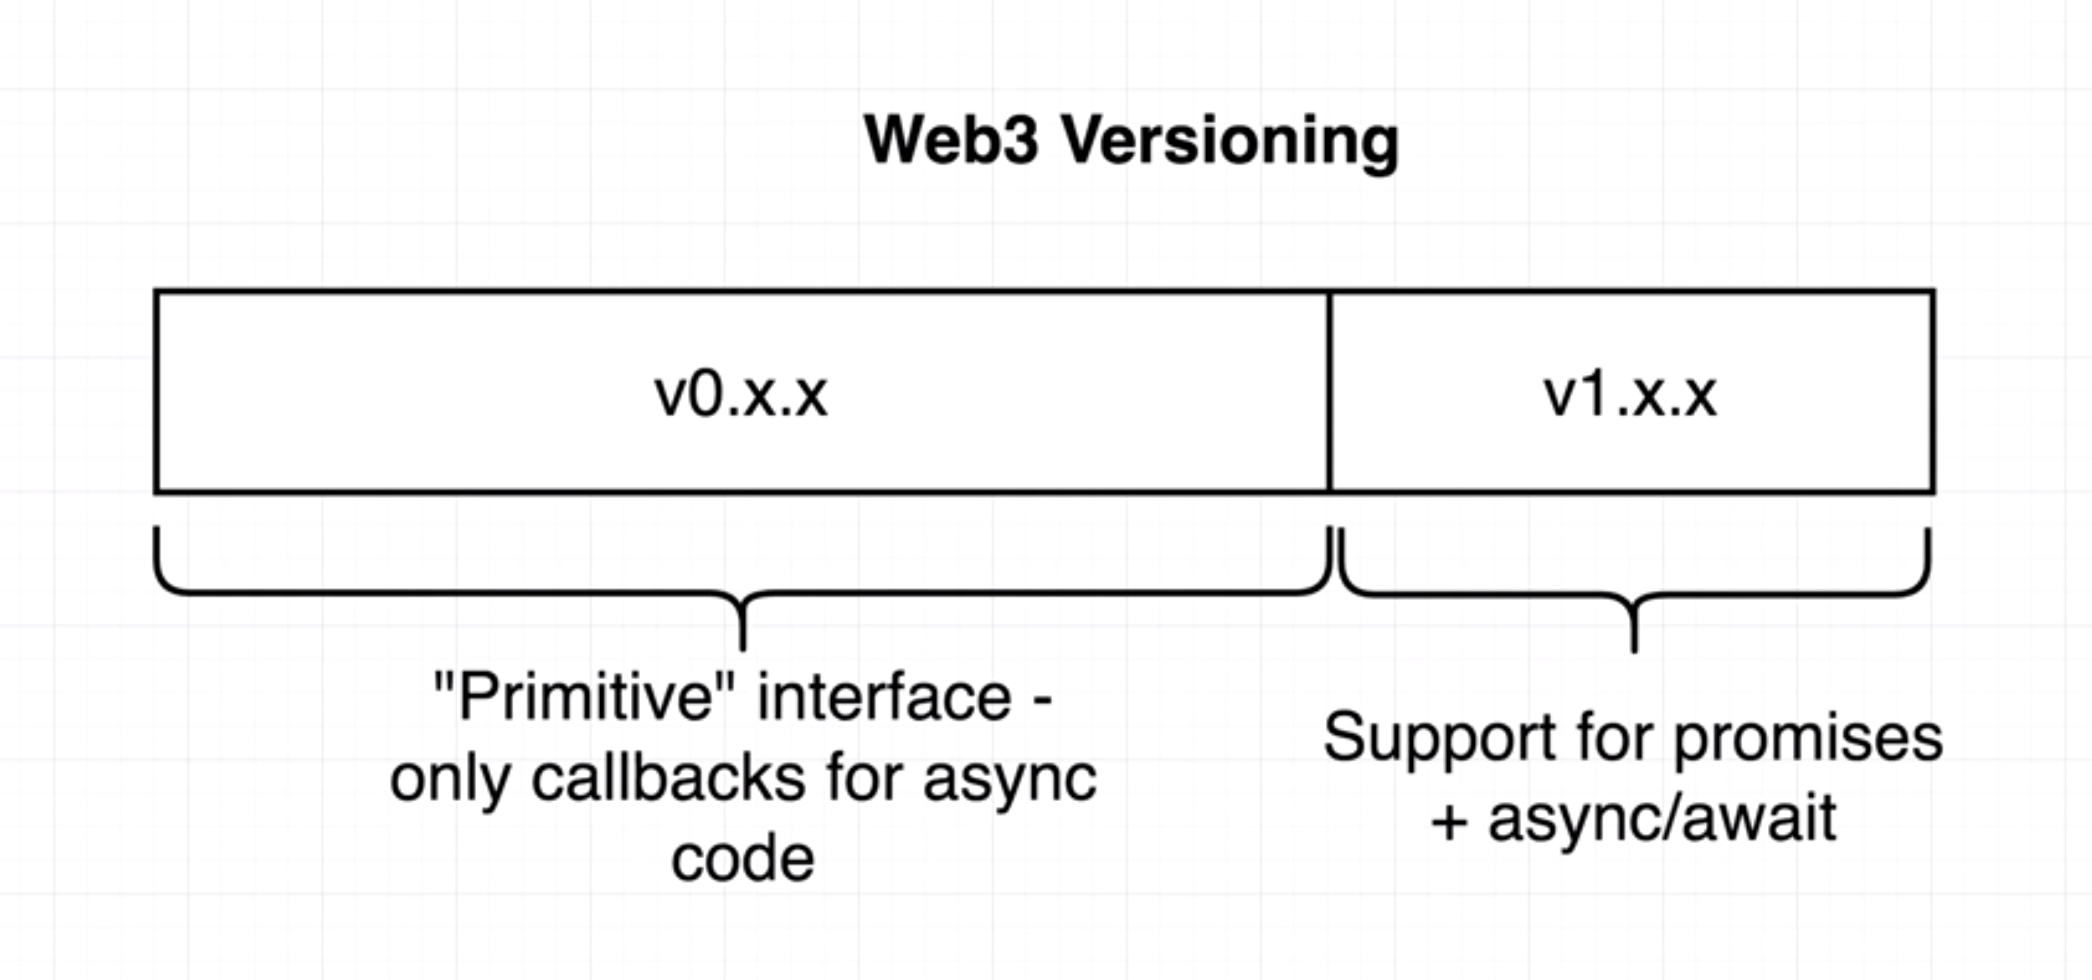 Web3 Versioning
v0.x.x
v1.x.x
"Primitive" interface -
only callbacks for async
code
Support for promises
+ async/await